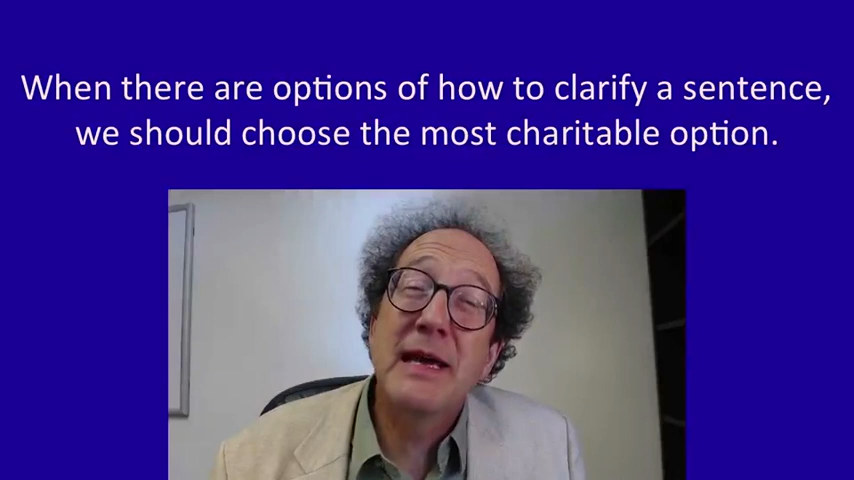 When there are options of how to clarify a sentence,
we should choose the most charitable option.